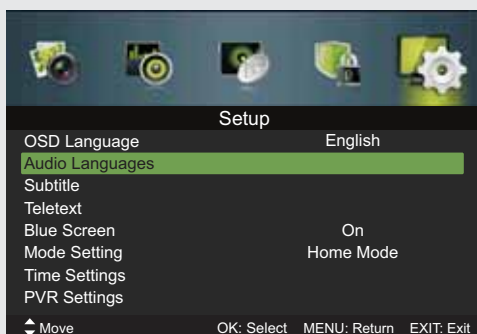 Setup
OSD Language English
Audio Languages
Subtitle
Teletext
Blue Screen On
Mode Setting Home Mode
Time Settings
PVR Settings
Move OK: Select MENU: Return EXIT: Exit